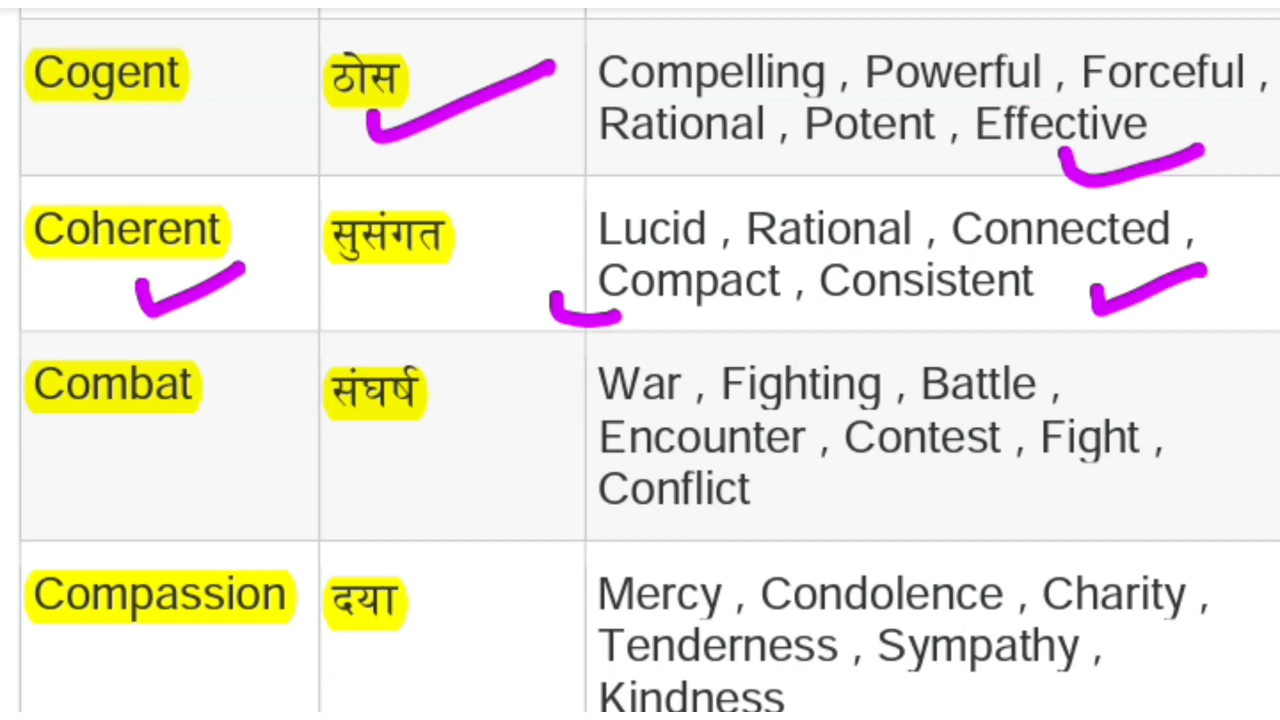 Cogent ठोस Compelling , Powerful , Forceful ,
Rational , Potent , Effective
Coherent सुसंगत Lucid , Rational , Connected ,
Compact , Consistent
Combat संघर्ष War , Fighting , Battle ,
Encounter , Contest , Fight ,
Conflict
Compassion दया Mercy , Condolence , Charity ,
Tenderness , Sympathy ,
Kindness